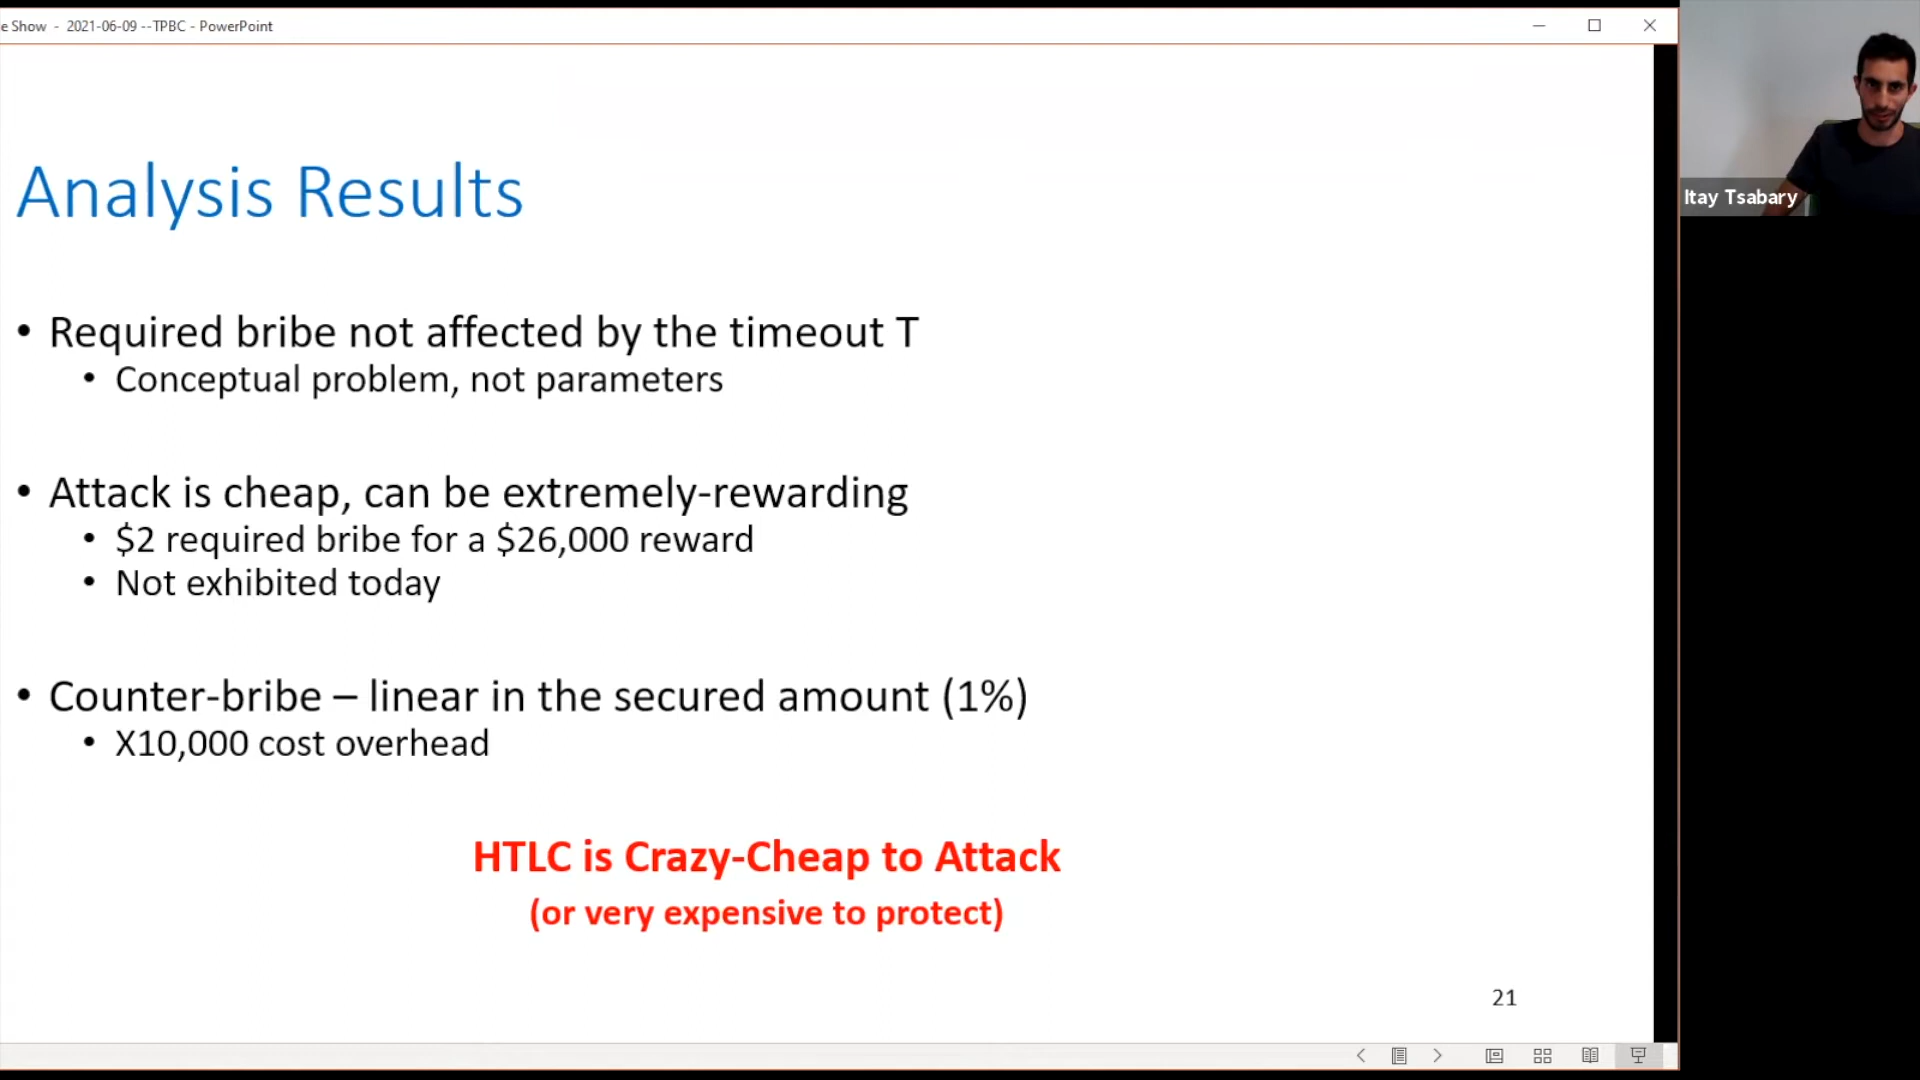 e Show - 2021-06-09 --TPBC - PowerPoint
Itay Tsabary
Analysis Results
• Required bribe not affected by the timeout T
• Conceptual problem, not parameters
• Attack is cheap, can be extremely-rewarding
• $2 required bribe for a $26,000 reward
• Not exhibited today
• Counter-bribe – linear in the secured amount (1%)
• X10,000 cost overhead
HTLC is Crazy-Cheap to Attack
(or very expensive to protect)
21